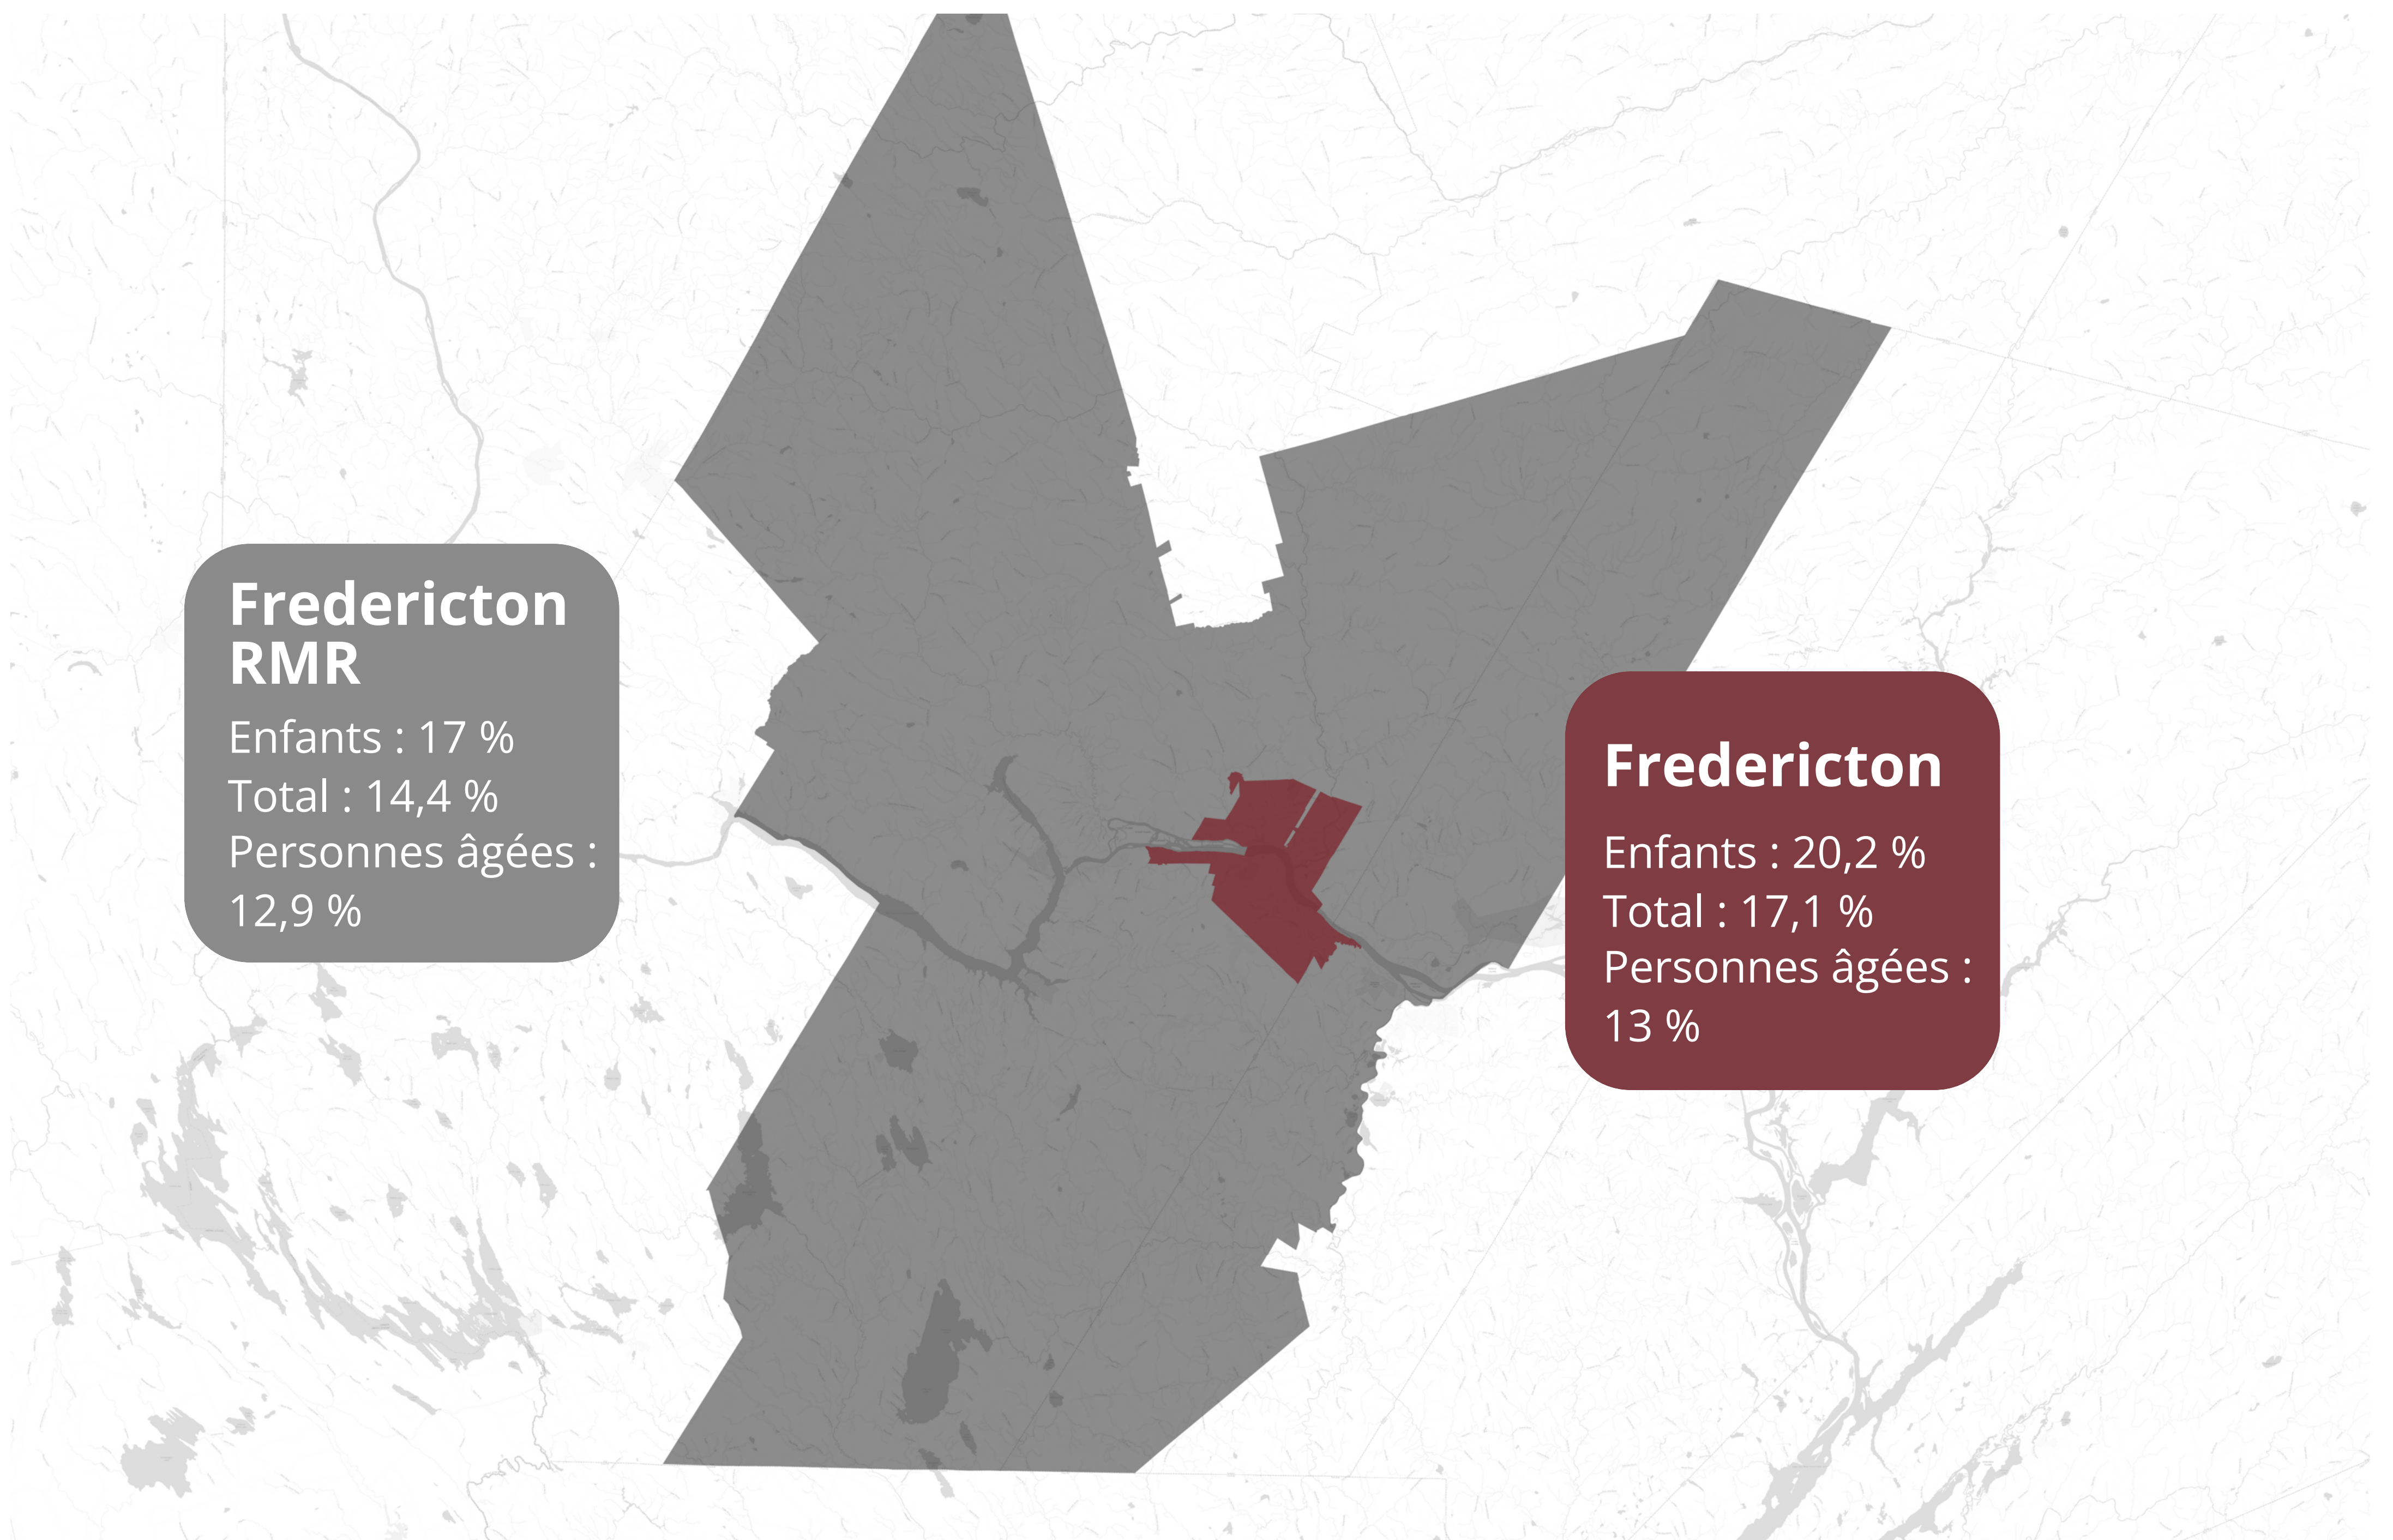 Fredericton
RMR
Enfants : 17 %
Total : 14,4 %
Personnes âgées :
12,9 %
Fredericton
Enfants : 20,2 %
Total : 17,1 %
Personnes âgées :
13 %